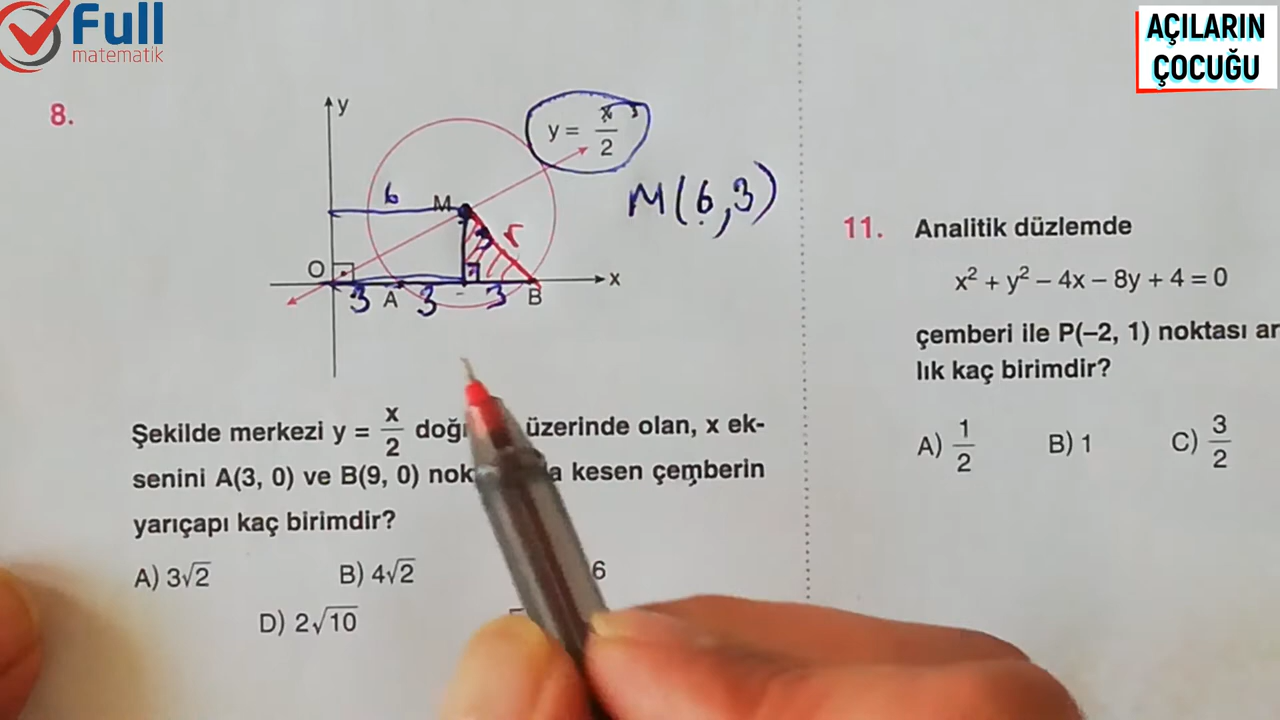 Full
matematik
AÇILARIN
ÇOCUĞU
8.
y
y = x/2
6
M
M(6,3)
3
r
O
x
3 A 3 3 B
Şekilde merkezi y = x/2 doğ üzerinde olan, x ek-
senini A(3, 0) ve B(9, 0) nok a kesen çemberin
yarıçapı kaç birimdir?
A) 3√2 B) 4√2 6
D) 2√10
11. Analitik düzlemde
x² + y² – 4x – 8y + 4 = 0
çemberi ile P(–2, 1) noktası ar
lık kaç birimdir?
A) 1/2 B) 1 C) 3/2